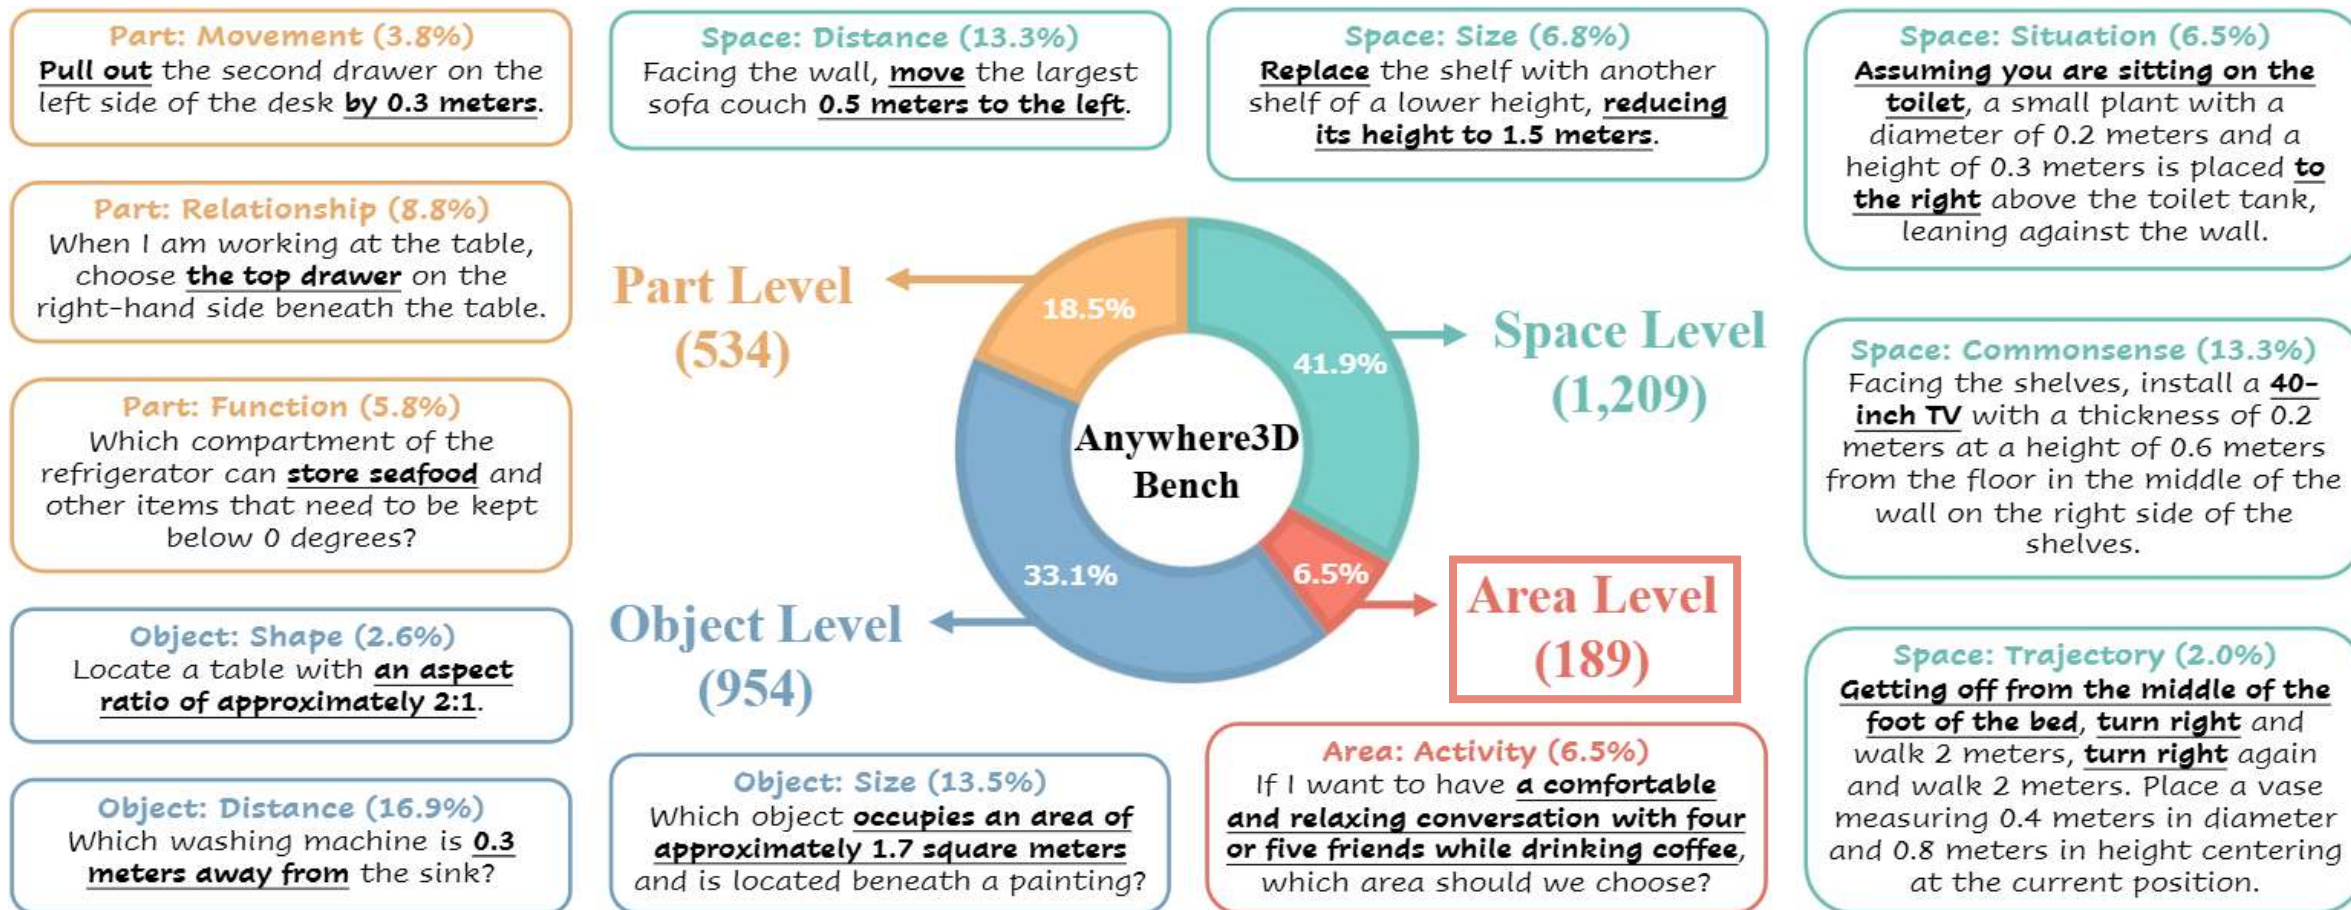 Part: Movement (3.8%)
Pull out the second drawer on the
left side of the desk by 0.3 meters.
Space: Distance (13.3%)
Facing the wall, move the largest
sofa couch 0.5 meters to the left.
Space: Size (6.8%)
Replace the shelf with another
shelf of a lower height, reducing
its height to 1.5 meters.
Space: Situation (6.5%)
Assuming you are sitting on the
toilet, a small plant with a
diameter of 0.2 meters and a
height of 0.3 meters is placed to
the right above the toilet tank,
leaning against the wall.
Part: Relationship (8.8%)
When I am working at the table,
choose the top drawer on the
right-hand side beneath the table.
Part Level
(534)
18.5%
41.9%
Space Level
(1,209)
Anywhere3D
Bench
Space: Commonsense (13.3%)
Facing the shelves, install a 40-
inch TV with a thickness of 0.2
meters at a height of 0.6 meters
from the floor in the middle of the
wall on the right side of the
shelves.
Part: Function (5.8%)
Which compartment of the
refrigerator can store seafood and
other items that need to be kept
below 0 degrees?
33.1%
6.5%
Object Level
(954)
Area Level
(189)
Object: Shape (2.6%)
Locate a table with an aspect
ratio of approximately 2:1.
Object: Distance (16.9%)
Which washing machine is 0.3
meters away from the sink?
Object: Size (13.5%)
Which object occupies an area of
approximately 1.7 square meters
and is located beneath a painting?
Area: Activity (6.5%)
If I want to have a comfortable
and relaxing conversation with four
or five friends while drinking coffee,
which area should we choose?
Space: Trajectory (2.0%)
Getting off from the middle of the
foot of the bed, turn right and
walk 2 meters, turn right again
and walk 2 meters. Place a vase
measuring 0.4 meters in diameter
and 0.8 meters in height centering
at the current position.